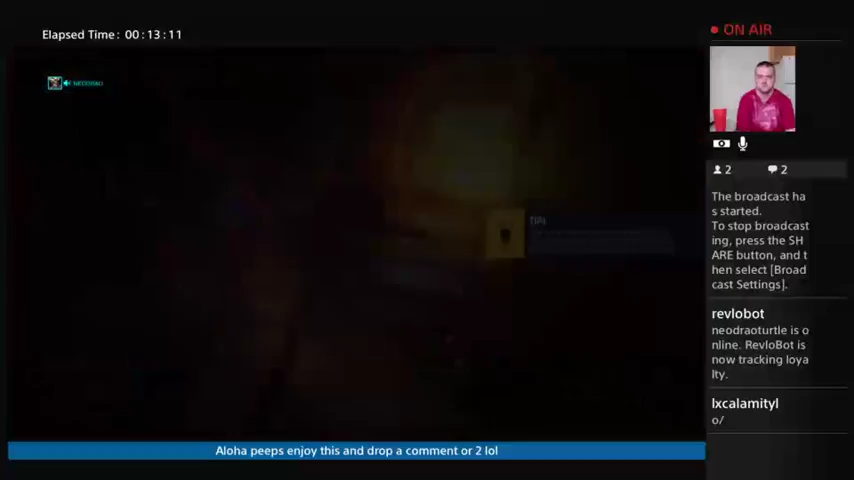 Elapsed Time: 00:13:11
ON AIR
2
2
The broadcast ha
s started.
To stop broadcast
ing, press the SH
ARE button, and t
hen select [Broad
cast Settings].
revlobot
neodraoturtle is o
nline. RevloBot is
now tracking loya
lty.
lxcalamityl
o/
Aloha peeps enjoy this and drop a comment or 2 lol